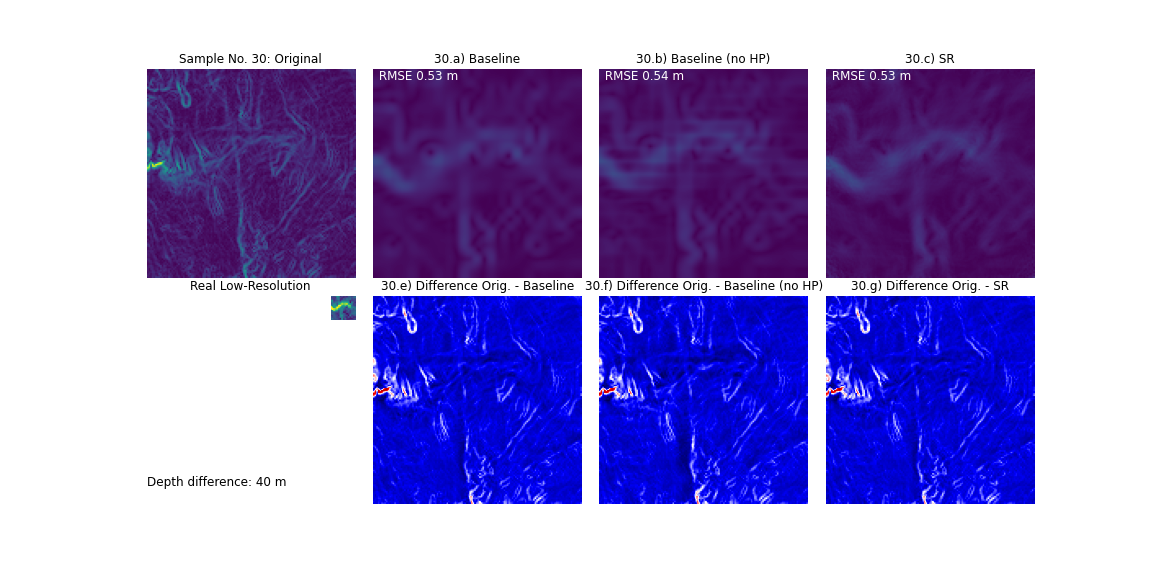 Sample No. 30: Original
30.a) Baseline
30.b) Baseline (no HP)
30.c) SR
RMSE 0.53 m
RMSE 0.54 m
RMSE 0.53 m
Real Low-Resolution
30.e) Difference Orig. - Baseline
30.f) Difference Orig. - Baseline (no HP)
30.g) Difference Orig. - SR
Depth difference: 40 m